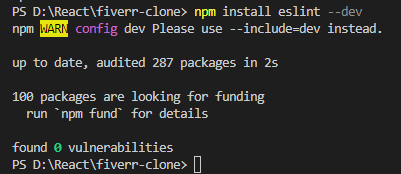 PS D:\React\fiverr-clone> npm install eslint --dev
npm WARN config dev Please use --include=dev instead.
up to date, audited 287 packages in 2s
100 packages are looking for funding
run `npm fund` for details
found 0 vulnerabilities
PS D:\React\fiverr-clone>